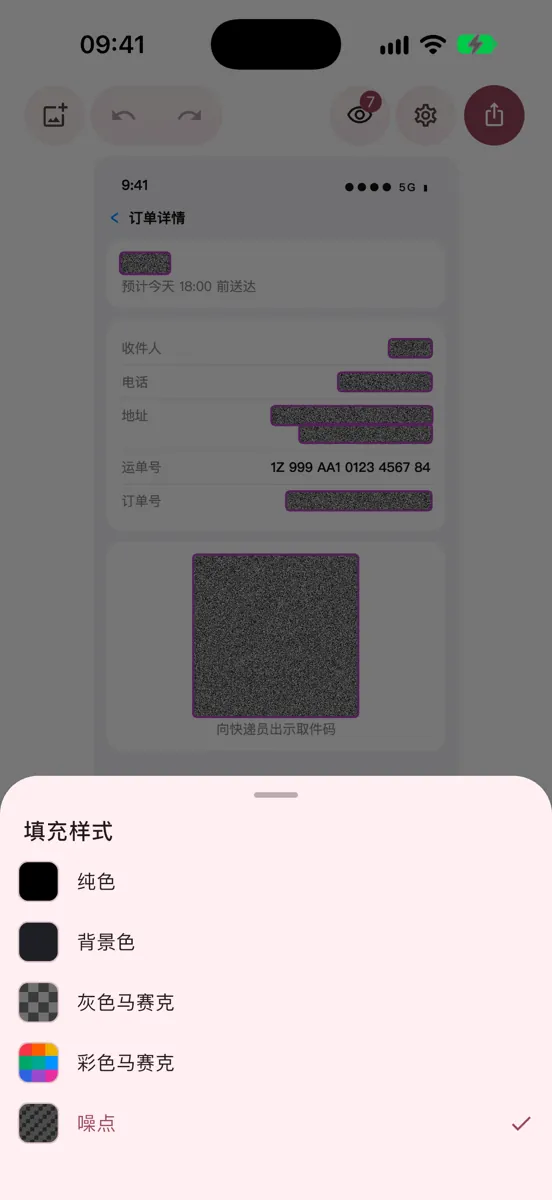 09:41
7
9:41
5G
< 订单详情
预计今天 18:00 前送达
收件人
电话
地址
运单号 1Z 999 AA1 0123 4567 84
订单号
向快递员出示取件码
填充样式
纯色
背景色
灰色马赛克
彩色马赛克
噪点